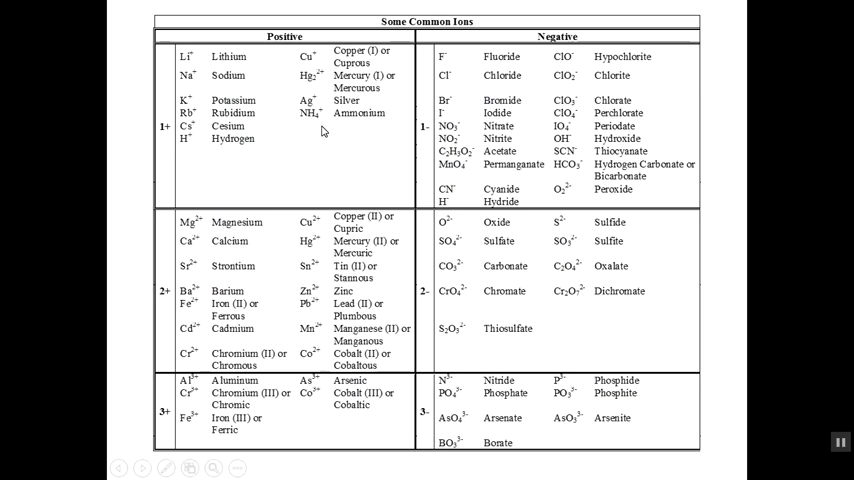 Some Common Ions
Positive Negative
1+ Li⁺ Lithium Cu⁺ Copper (I) or Cuprous
Na⁺ Sodium Hg₂²⁺ Mercury (I) or Mercurous
K⁺ Potassium Ag⁺ Silver
Rb⁺ Rubidium NH₄⁺ Ammonium
Cs⁺ Cesium
H⁺ Hydrogen
1- F⁻ Fluoride ClO⁻ Hypochlorite
Cl⁻ Chloride ClO₂⁻ Chlorite
Br⁻ Bromide ClO₃⁻ Chlorate
I⁻ Iodide ClO₄⁻ Perchlorate
NO₃⁻ Nitrate IO₄⁻ Periodate
NO₂⁻ Nitrite OH⁻ Hydroxide
C₂H₃O₂⁻ Acetate SCN⁻ Thiocyanate
MnO₄⁻ Permanganate HCO₃⁻ Hydrogen Carbonate or Bicarbonate
CN⁻ Cyanide O₂²⁻ Peroxide
H⁻ Hydride
2+ Mg²⁺ Magnesium Cu²⁺ Copper (II) or Cupric
Ca²⁺ Calcium Hg²⁺ Mercury (II) or Mercuric
Sr²⁺ Strontium Sn²⁺ Tin (II) or Stannous
Ba²⁺ Barium Zn²⁺ Zinc
Fe²⁺ Iron (II) or Ferrous Pb²⁺ Lead (II) or Plumbous
Cd²⁺ Cadmium Mn²⁺ Manganese (II) or Manganous
Cr²⁺ Chromium (II) or Chromous Co²⁺ Cobalt (II) or Cobaltous
2- O²⁻ Oxide S²⁻ Sulfide
SO₄²⁻ Sulfate SO₃²⁻ Sulfite
CO₃²⁻ Carbonate C₂O₄²⁻ Oxalate
CrO₄²⁻ Chromate Cr₂O₇²⁻ Dichromate
S₂O₃²⁻ Thiosulfate
3+ Al³⁺ Aluminum As³⁺ Arsenic
Cr³⁺ Chromium (III) or Chromic Co³⁺ Cobalt (III) or Cobaltic
Fe³⁺ Iron (III) or Ferric
3- N³⁻ Nitride P³⁻ Phosphide
PO₄³⁻ Phosphate PO₃³⁻ Phosphite
AsO₄³⁻ Arsenate AsO₃³⁻ Arsenite
BO₃³⁻ Borate